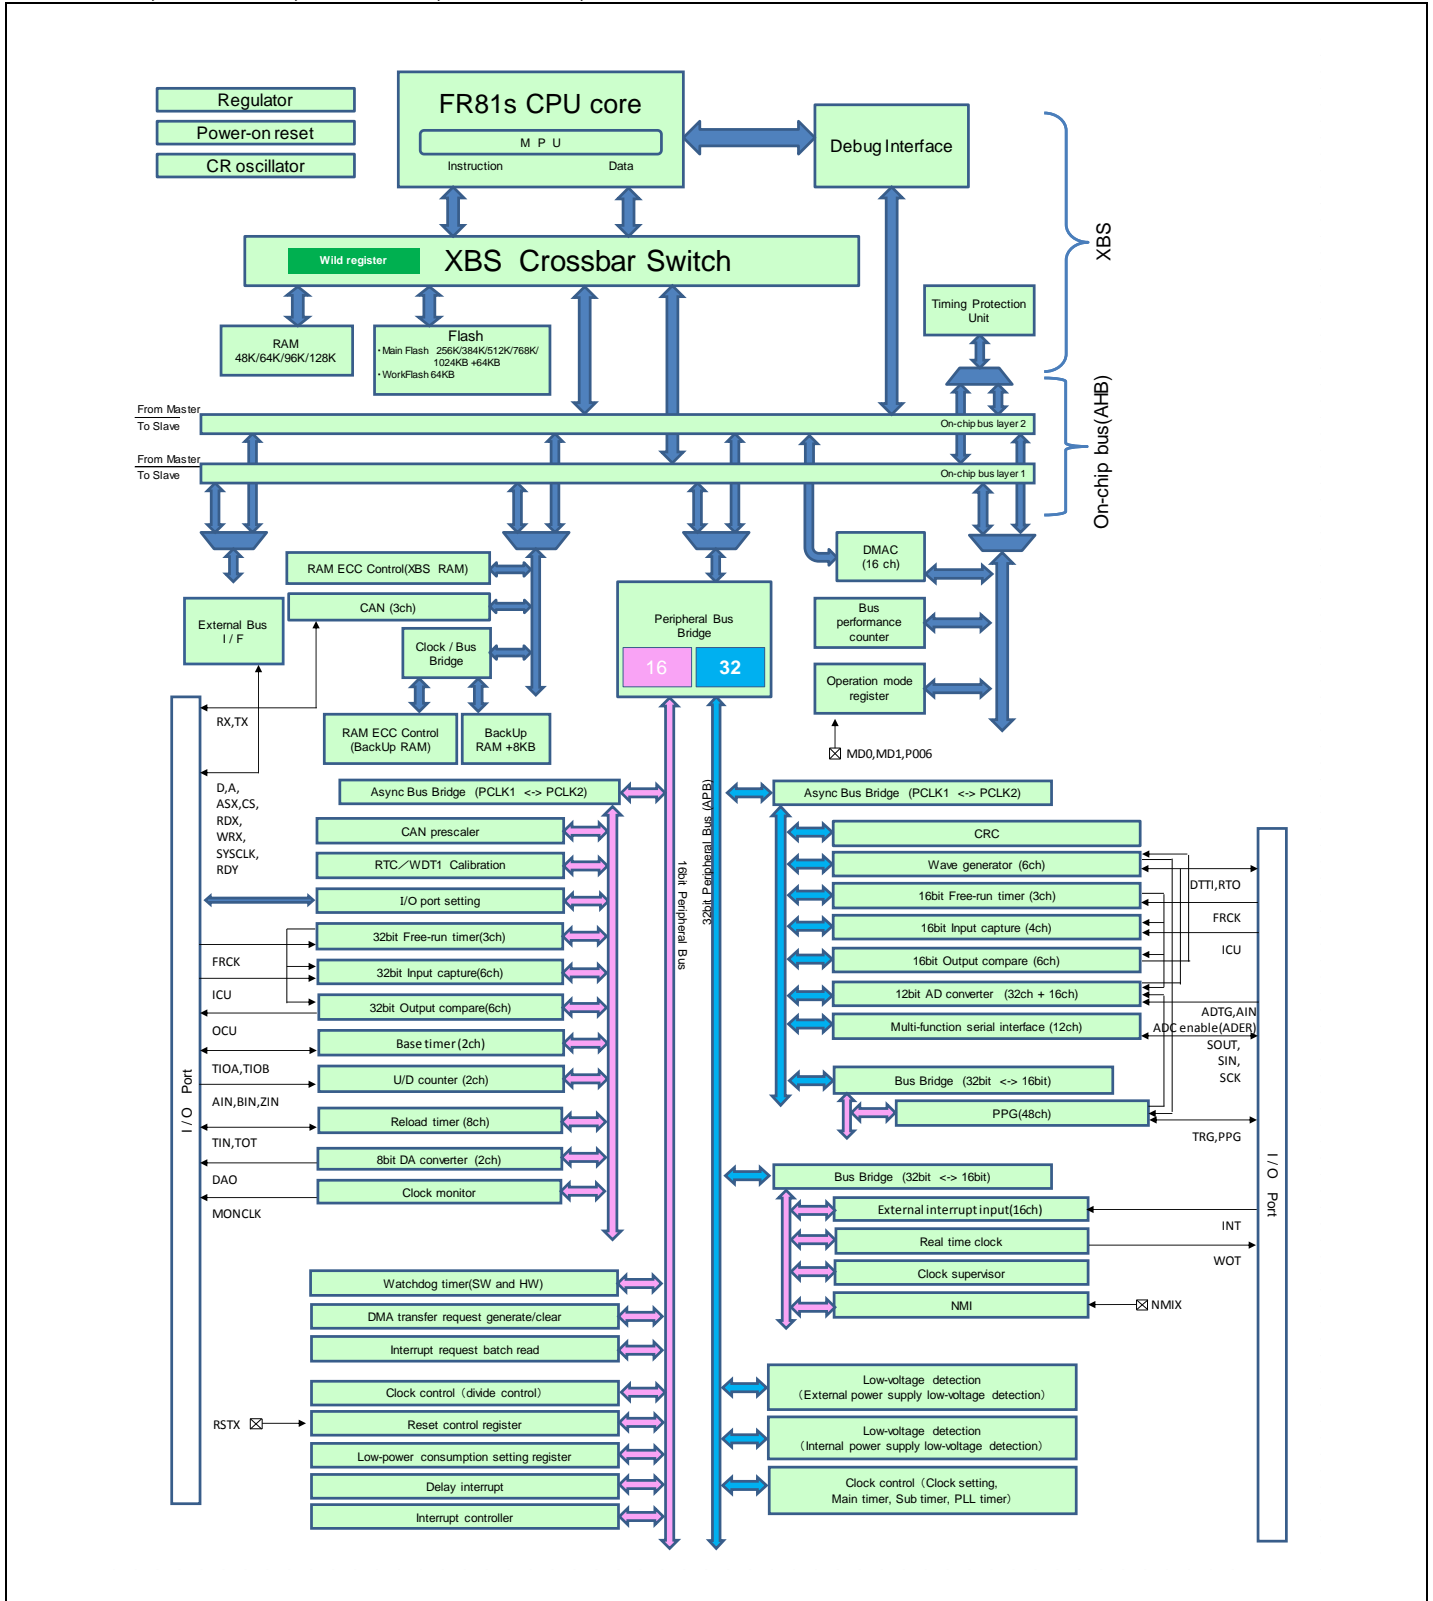 Regulator
Power-on reset
CR oscillator
FR81s CPU core
M P U
Instruction
Data
Debug Interface
XBS
Wild register
XBS Crossbar Switch
Timing Protection
Unit
RAM
48K/64K/96K/128K
Flash
・Main Flash 256K/384K/512K/768K/
1024KB +64KB
・WorkFlash 64KB
On-chip bus(AHB)
From Master
To Slave
On-chip bus layer 2
From Master
To Slave
On-chip bus layer 1
RAM ECC Control(XBS RAM)
CAN (3ch)
External Bus
I / F
Clock / Bus
Bridge
RAM ECC Control
(BackUp RAM)
BackUp
RAM +8KB
Peripheral Bus
Bridge
16
32
DMAC
(16 ch)
Bus
performance
counter
Operation mode
register
MD0,MD1,P006
RX,TX
D,A,
ASX,CS,
RDX,
WRX,
SYSCLK,
RDY
FRCK
ICU
OCU
TIOA,TIOB
AIN,BIN,ZIN
TIN,TOT
DAO
MONCLK
I / O Port
Async Bus Bridge (PCLK1 <-> PCLK2)
CAN prescaler
RTC／WDT1 Calibration
I/O port setting
32bit Free-run timer(3ch)
32bit Input capture(6ch)
32bit Output compare(6ch)
Base timer (2ch)
U/D counter (2ch)
Reload timer (8ch)
8bit DA converter (2ch)
Clock monitor
16bit Peripheral Bus
32bit Peripheral Bus (APB)
Watchdog timer(SW and HW)
DMA transfer request generate/clear
Interrupt request batch read
Clock control（divide control）
RSTX
Reset control register
Low-power consumption setting register
Delay interrupt
Interrupt controller
Async Bus Bridge (PCLK1 <-> PCLK2)
CRC
Wave generator (6ch)
16bit Free-run timer (3ch)
16bit Input capture (4ch)
16bit Output compare (6ch)
12bit AD converter (32ch + 16ch)
Multi-function serial interface (12ch)
Bus Bridge (32bit <-> 16bit)
PPG(48ch)
DTTI,RTO
FRCK
ICU
ADTG,AIN
ADC enable(ADER)
SOUT,
SIN,
SCK
TRG,PPG
I / O Port
Bus Bridge (32bit <-> 16bit)
External interrupt input(16ch)
INT
Real time clock
WOT
Clock supervisor
NMI
NMIX
Low-voltage detection
（External power supply low-voltage detection）
Low-voltage detection
（Internal power supply low-voltage detection）
Clock control（Clock setting,
Main timer, Sub timer, PLL timer）